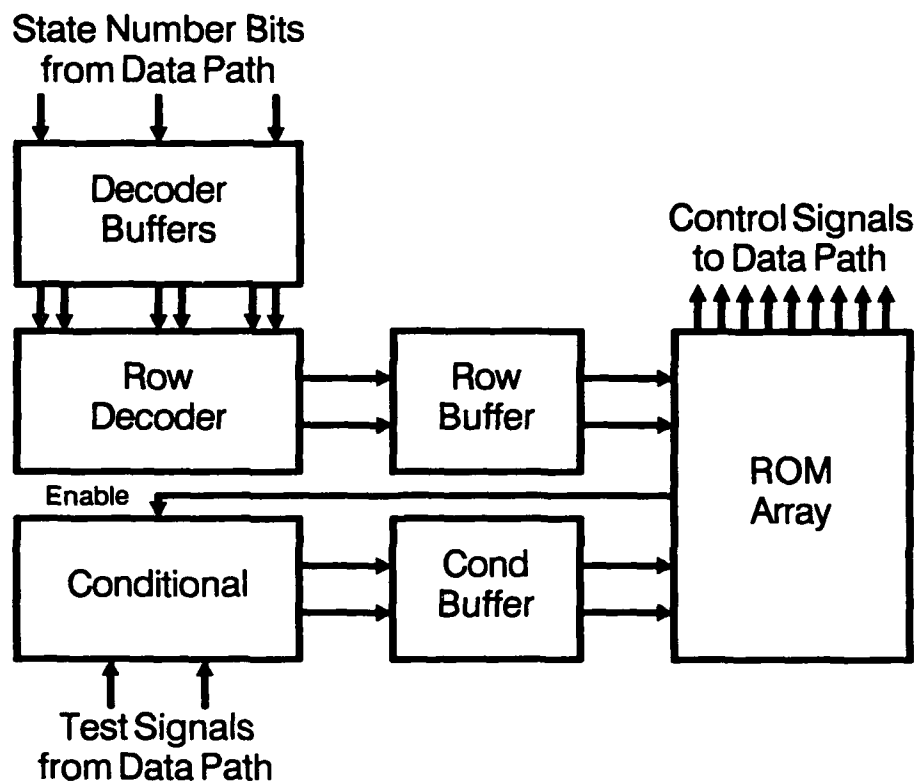 State Number Bits
from Data Path
Decoder
Buffers
Control Signals
to Data Path
Row
Decoder
Row
Buffer
ROM
Array
Enable
Conditional
Cond
Buffer
Test Signals
from Data Path